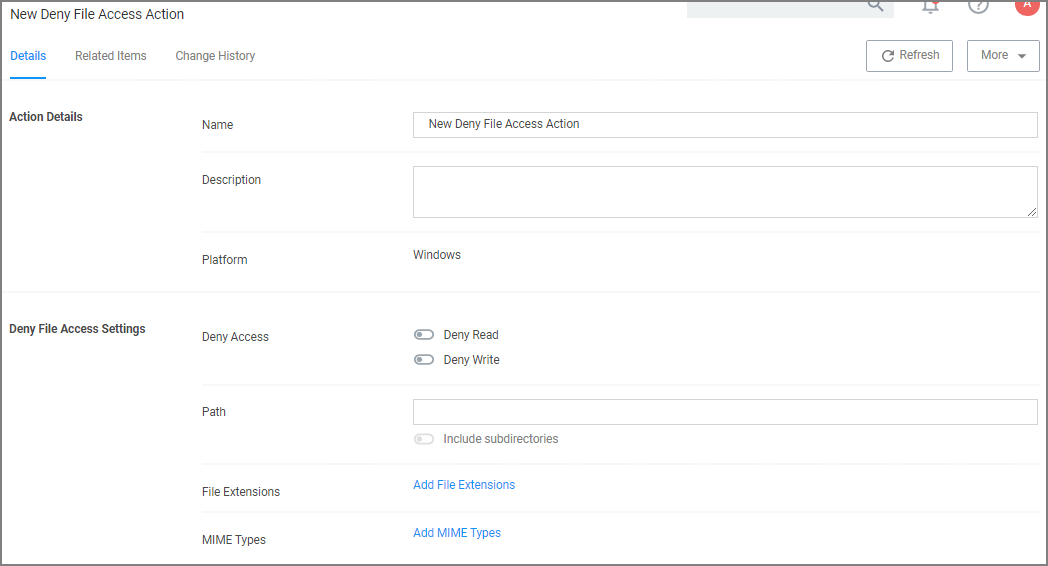 New Deny File Access Action
?
A
Details
Related Items
Change History
Refresh
More
Action Details
Name
New Deny File Access Action
Description
Platform
Windows
Deny File Access Settings
Deny Access
Deny Read
Deny Write
Path
Include subdirectories
File Extensions
Add File Extensions
MIME Types
Add MIME Types